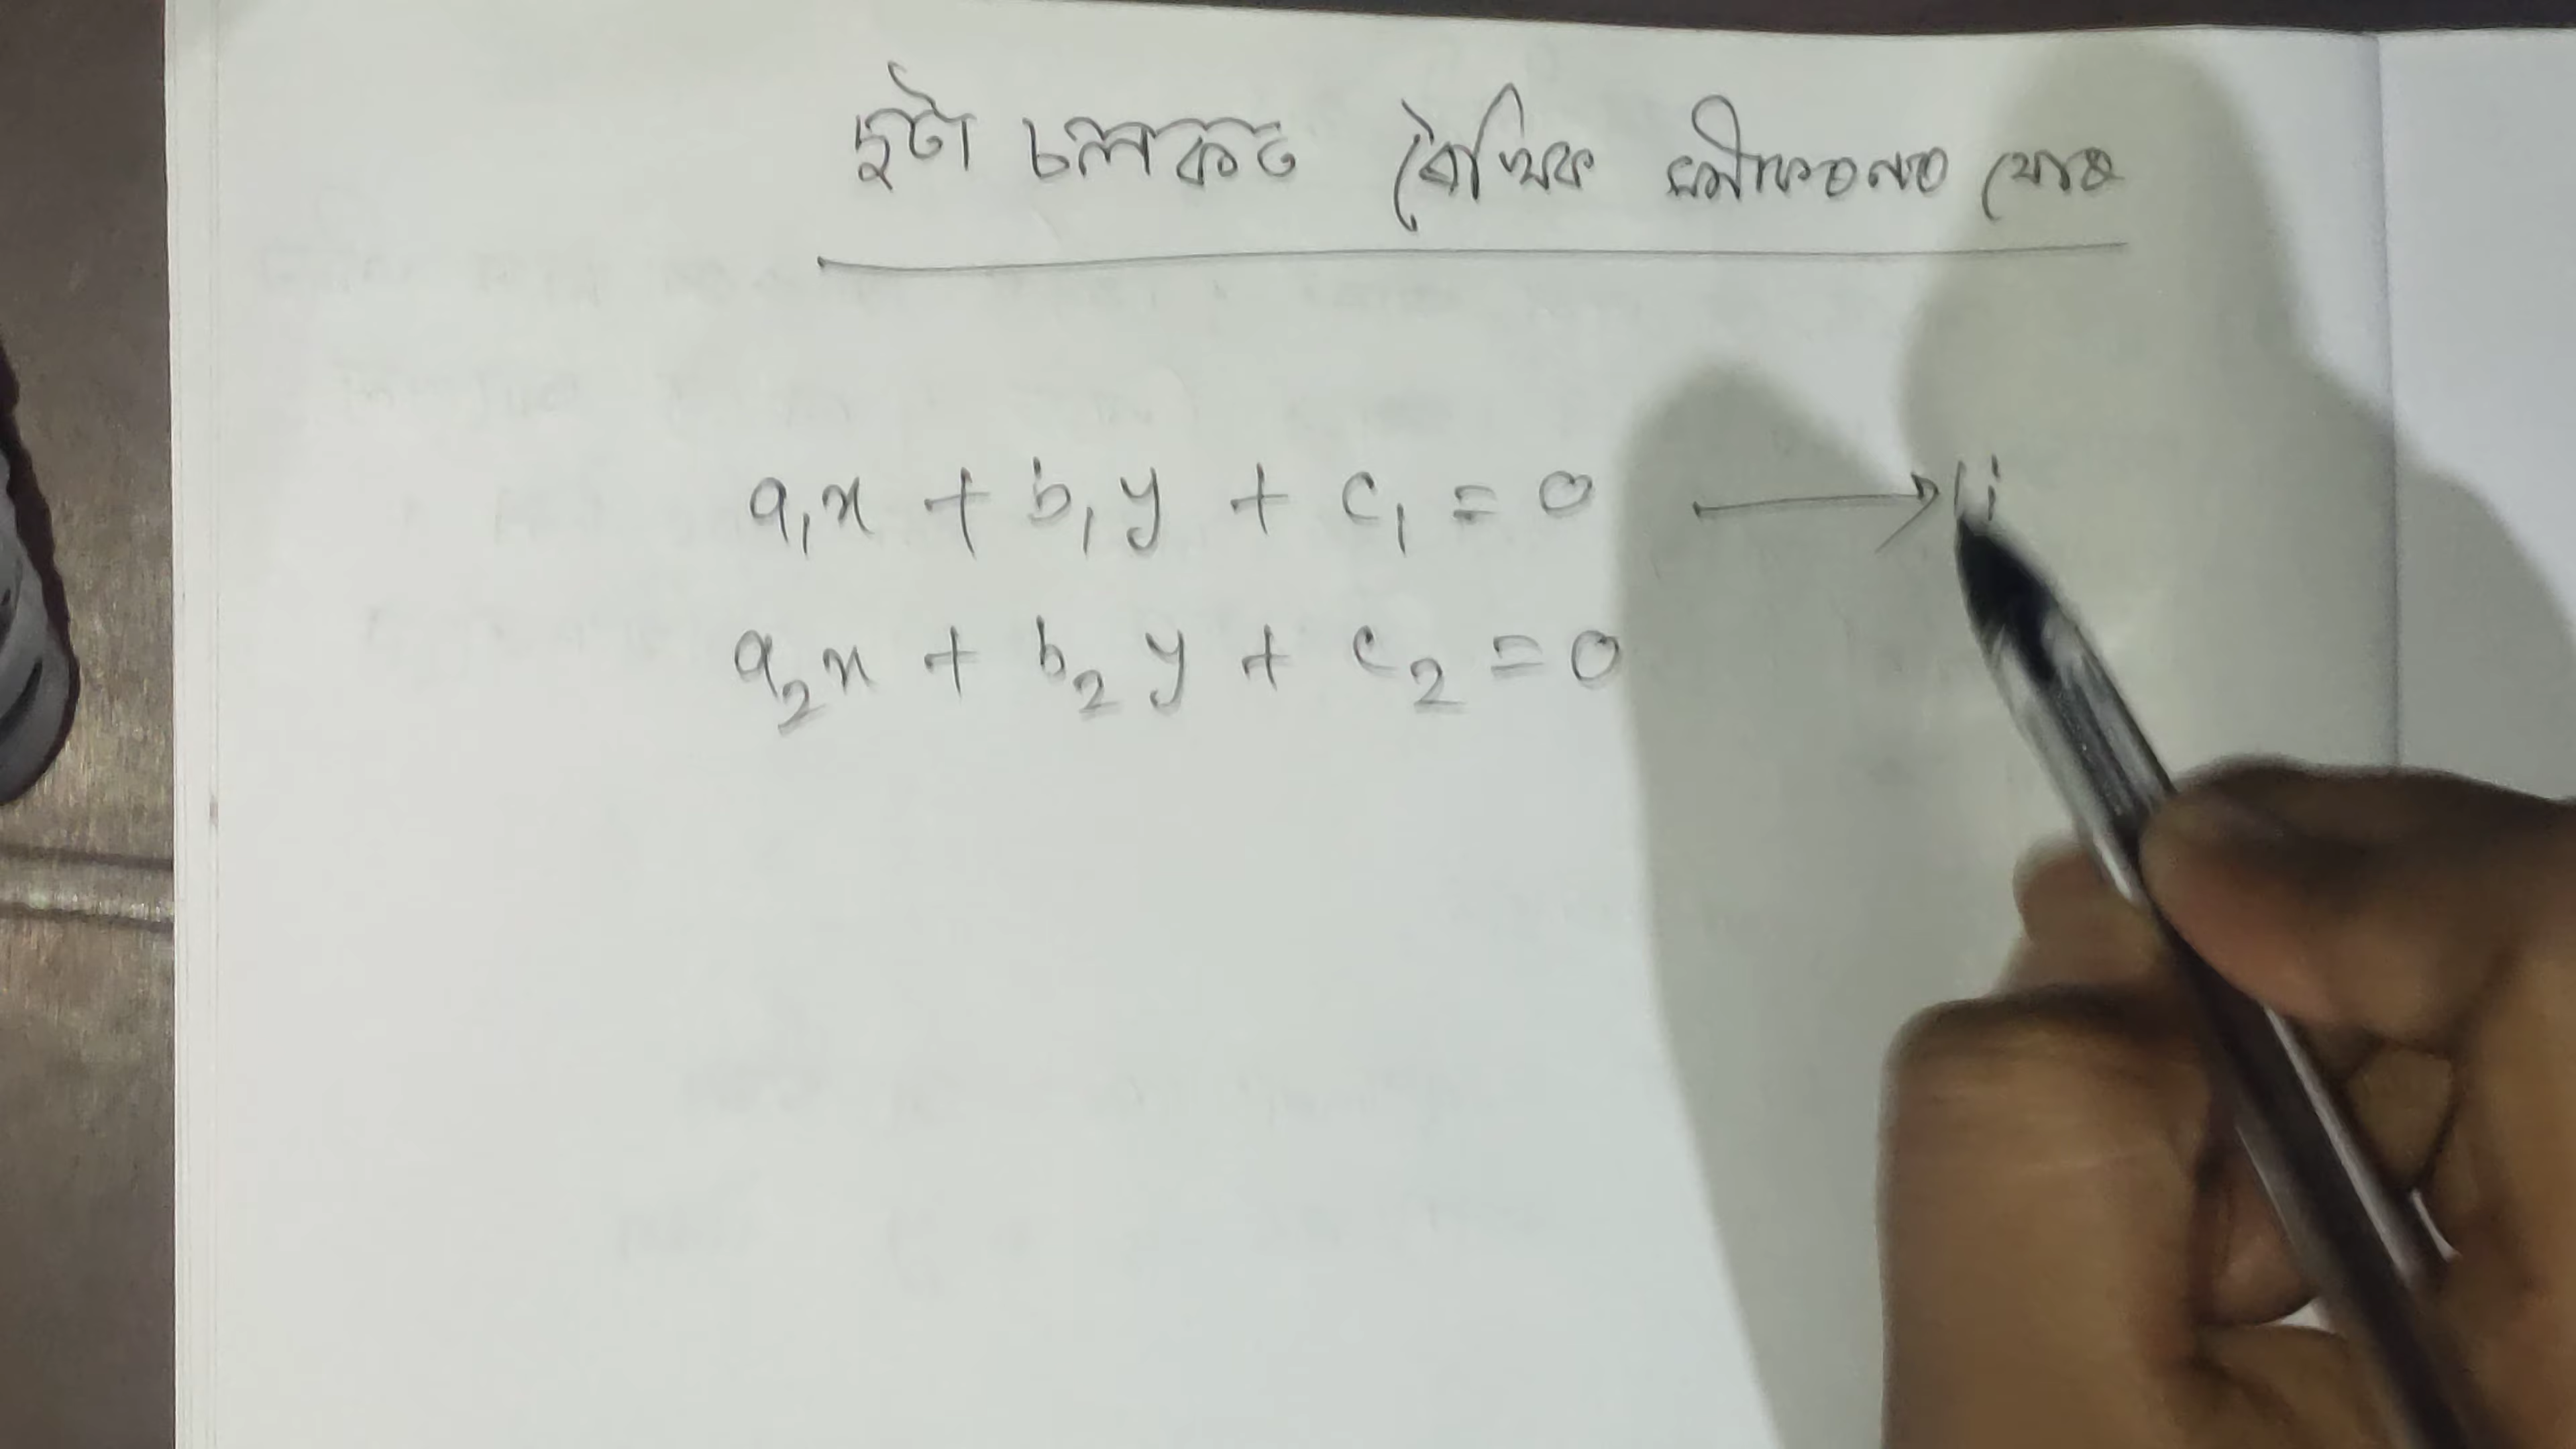 দুটা চলকত ৰৈখিক সমীকৰণৰ যোৰ
a₁x + b₁y + c₁ = 0 ⟶ (i
a₂x + b₂y + c₂ = 0